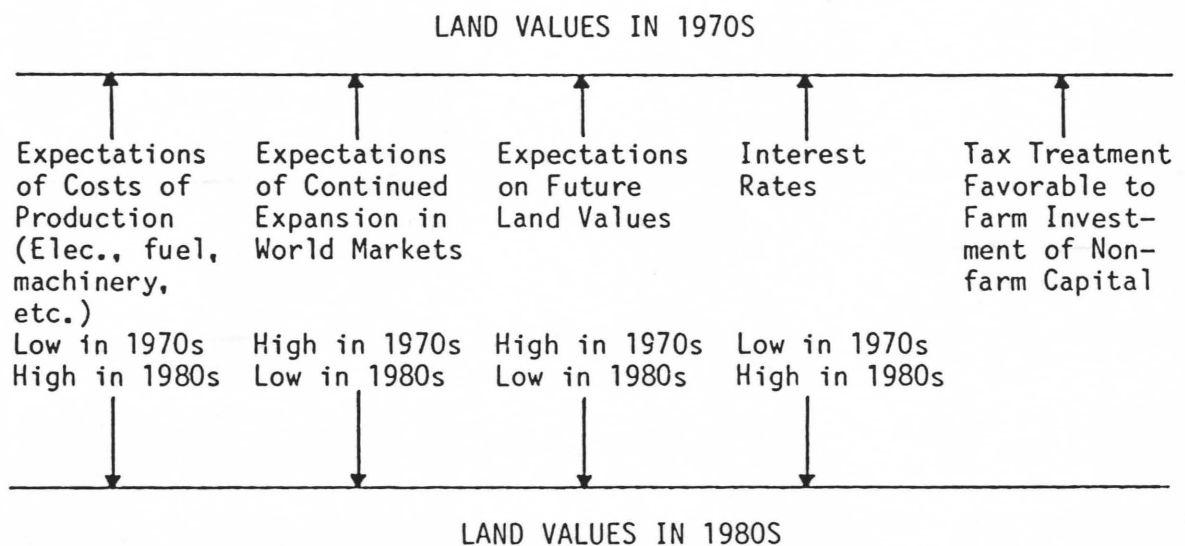 LAND VALUES IN 1970S
Expectations
of Costs of
Production
(Elec., fuel,
machinery,
etc.)
Low in 1970s
High in 1980s
Expectations
of Continued
Expansion in
World Markets
High in 1970s
Low in 1980s
Expectations
on Future
Land Values
High in 1970s
Low in 1980s
Interest
Rates
Low in 1970s
High in 1980s
Tax Treatment
Favorable to
Farm Invest-
ment of Non-
farm Capital
LAND VALUES IN 1980S